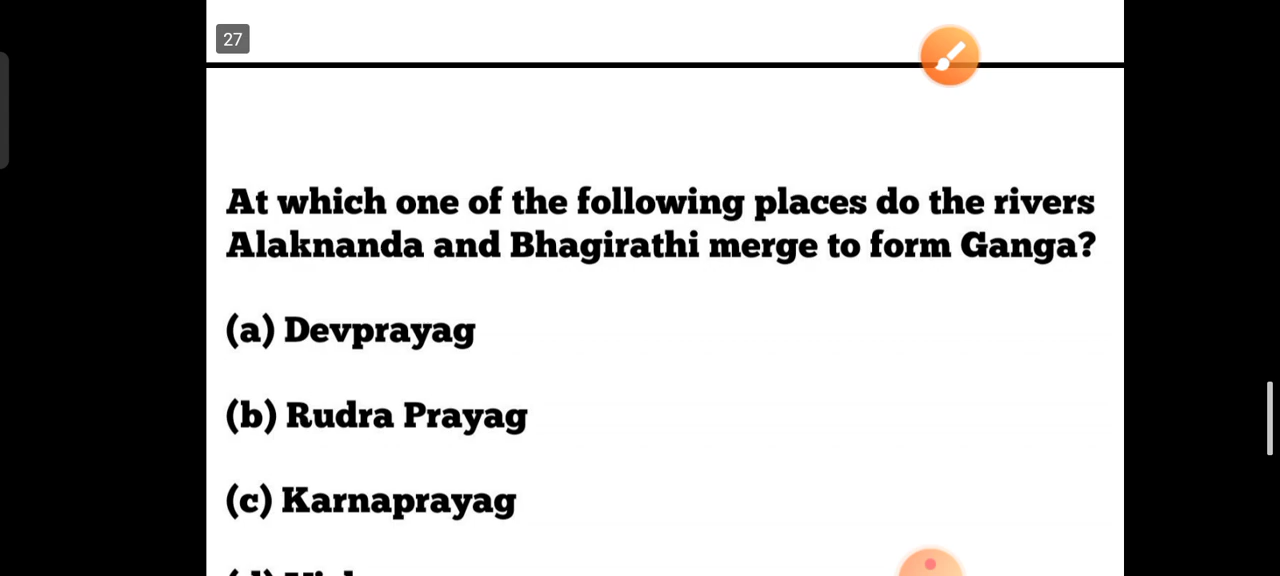 27
At which one of the following places do the rivers
Alaknanda and Bhagirathi merge to form Ganga?
(a) Devprayag
(b) Rudra Prayag
(c) Karnaprayag